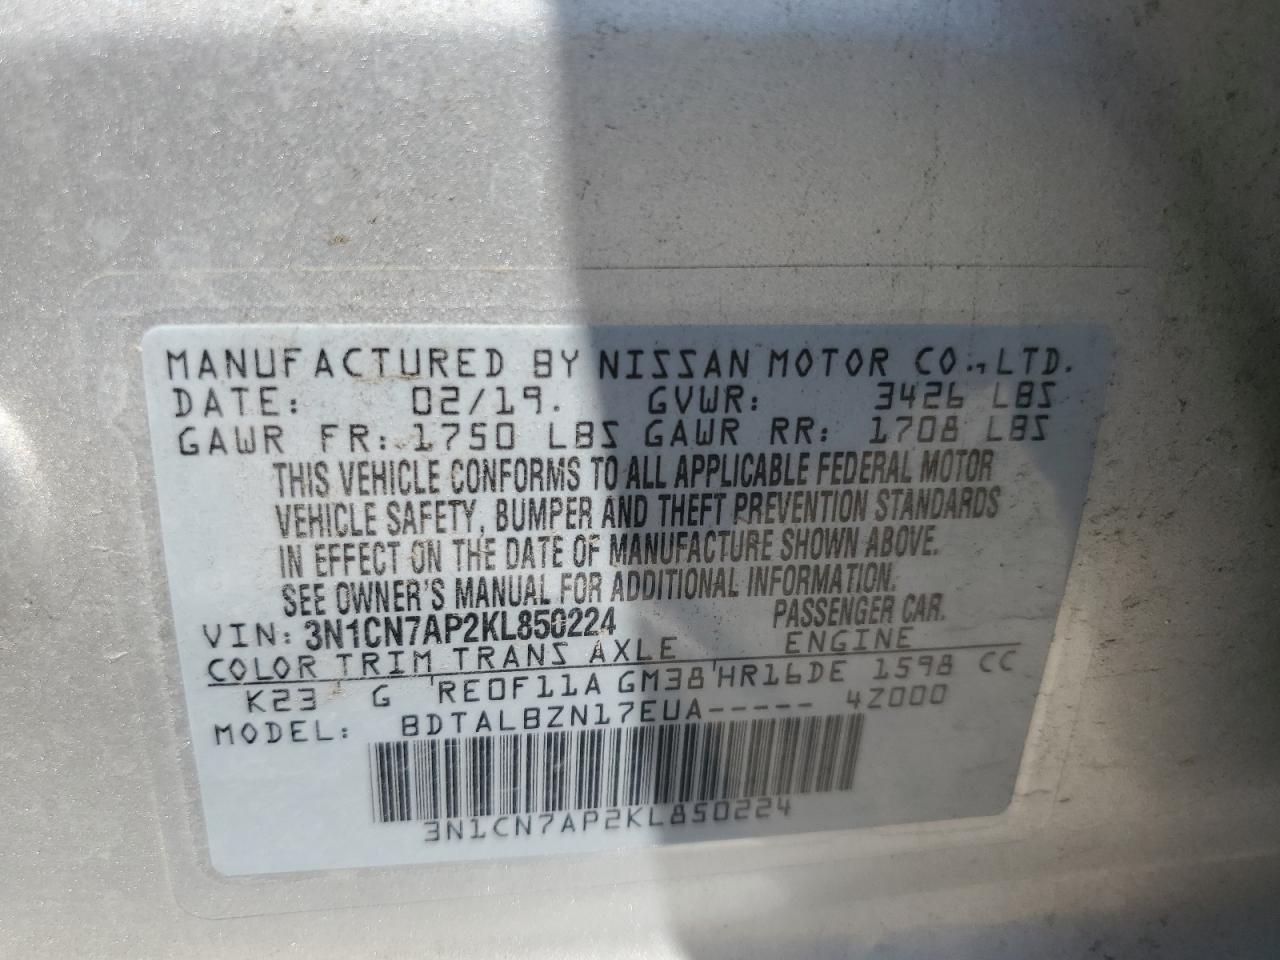 MANUFACTURED BY NISSAN MOTOR CO., LTD.
DATE: 02/19. GVWR: 3426 LBS
GAWR FR: 1750 LBS GAWR RR: 1708 LBS
THIS VEHICLE CONFORMS TO ALL APPLICABLE FEDERAL MOTOR
VEHICLE SAFETY, BUMPER AND THEFT PREVENTION STANDARDS
IN EFFECT ON THE DATE OF MANUFACTURE SHOWN ABOVE.
SEE OWNER'S MANUAL FOR ADDITIONAL INFORMATION.
VIN: 3N1CN7AP2KL850224 PASSENGER CAR.
COLOR TRIM TRANS AXLE ENGINE
K23 G RE0F11A GM38 HR16DE 1598 CC
MODEL: BDTALBZN17EUA----- 4Z000
3N1CN7AP2KL850224